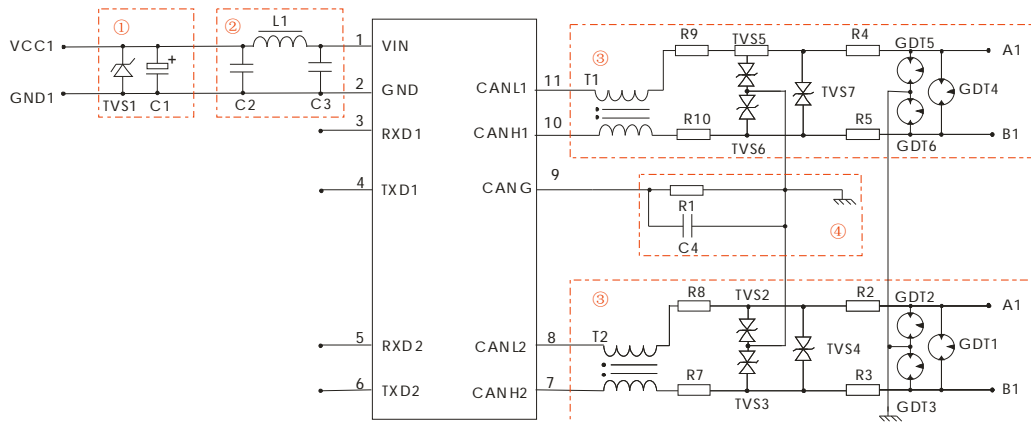 ① ② L1
VCC1 1 VIN
GND1 2 GND
TVS1 C1 C2 C3
3 RXD1
4 TXD1
5 RXD2
6 TXD2
CANL1 11
CANH1 10
CANG 9
CANL2 8
CANH2 7
③ R9 TVS5 R4 GDT5 A1
T1 TVS7 GDT4
R10 TVS6 R5 GDT6 B1
R1
C4 ④
③ R8 TVS2 R2 GDT2 A1
T2 TVS4 GDT1
R7 TVS3 R3 GDT3 B1